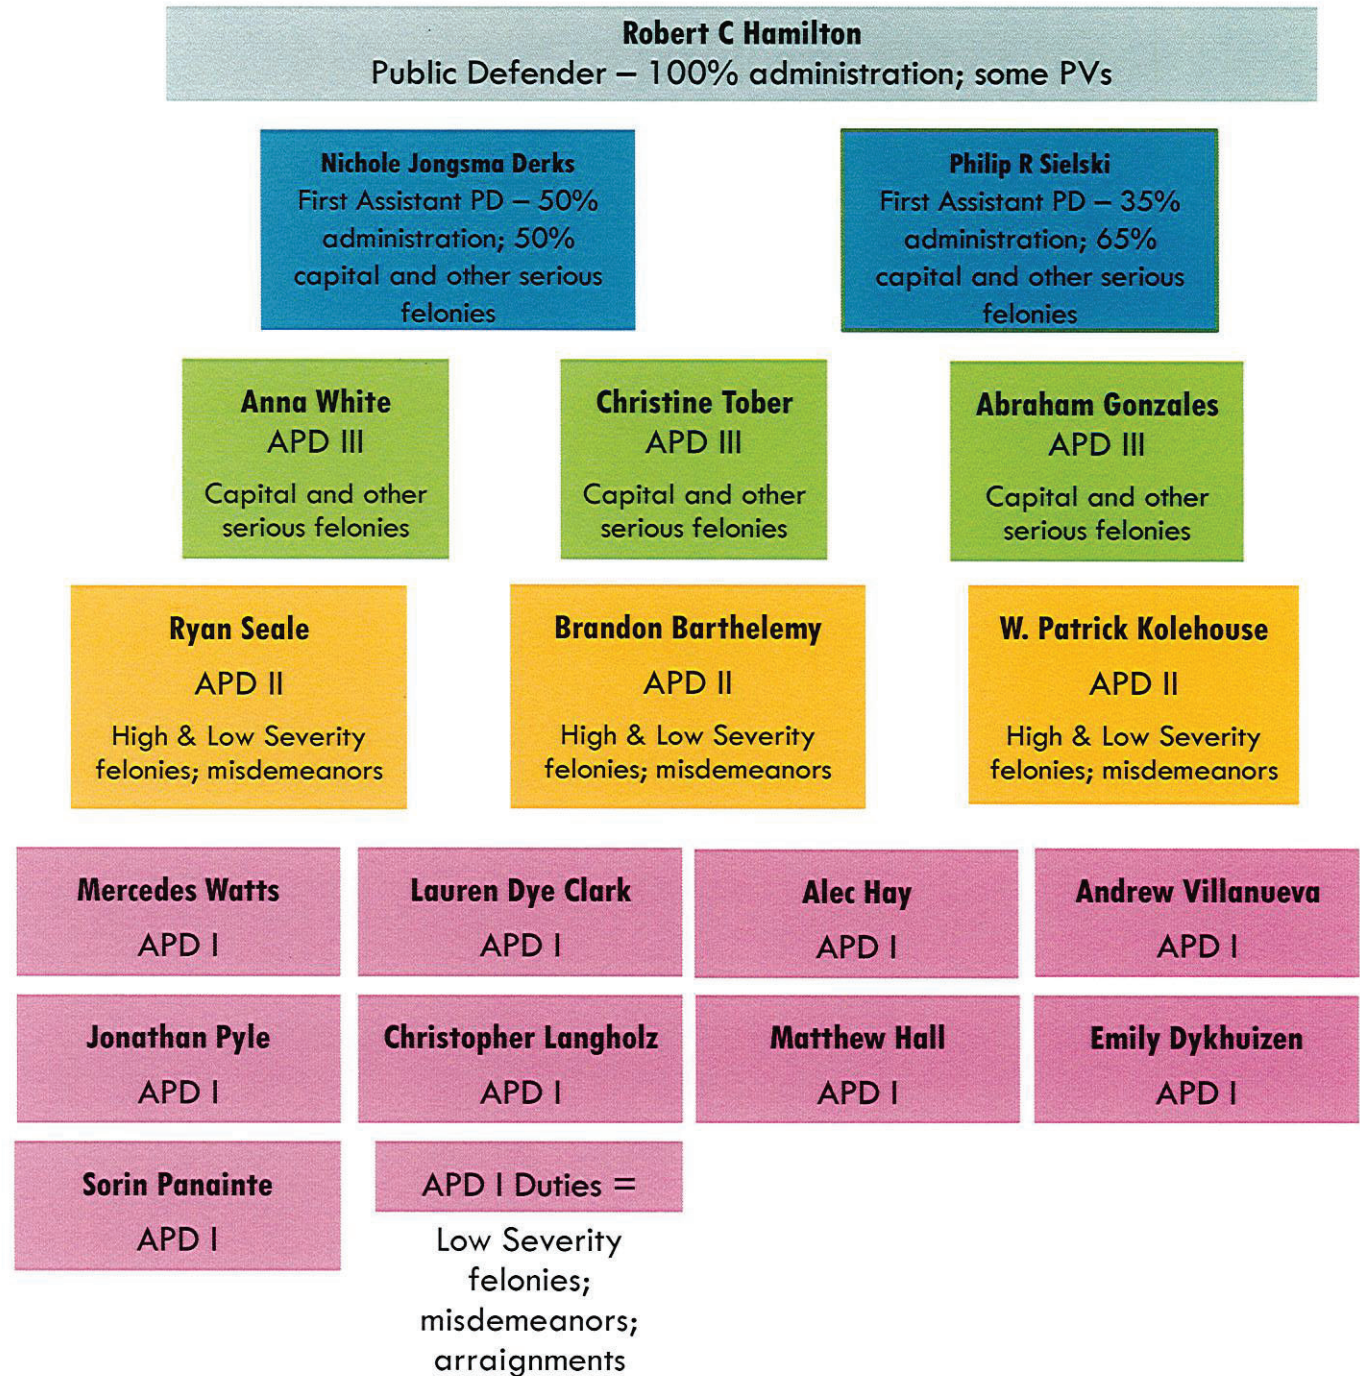 Robert C Hamilton
Public Defender – 100% administration; some PVs
Nichole Jongsma Derks
First Assistant PD – 50%
administration; 50%
capital and other serious
felonies
Philip R Sielski
First Assistant PD – 35%
administration; 65%
capital and other serious
felonies
Anna White
APD III
Capital and other
serious felonies
Christine Tober
APD III
Capital and other
serious felonies
Abraham Gonzales
APD III
Capital and other
serious felonies
Ryan Seale
APD II
High & Low Severity
felonies; misdemeanors
Brandon Barthelemy
APD II
High & Low Severity
felonies; misdemeanors
W. Patrick Kolehouse
APD II
High & Low Severity
felonies; misdemeanors
Mercedes Watts
APD I
Lauren Dye Clark
APD I
Alec Hay
APD I
Andrew Villanueva
APD I
Jonathan Pyle
APD I
Christopher Langholz
APD I
Matthew Hall
APD I
Emily Dykhuizen
APD I
Sorin Panainte
APD I
APD I Duties =
Low Severity
felonies;
misdemeanors;
arraignments